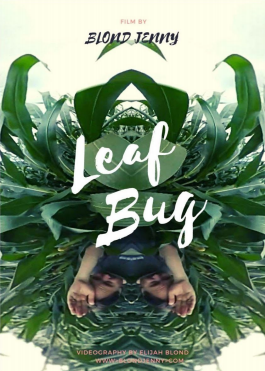 FILM BY
BLOND JENNY
Leaf
Bug
VIDEOGRAPHY BY ELIJAH BLOND
WWW.BLONDJENNY.COM